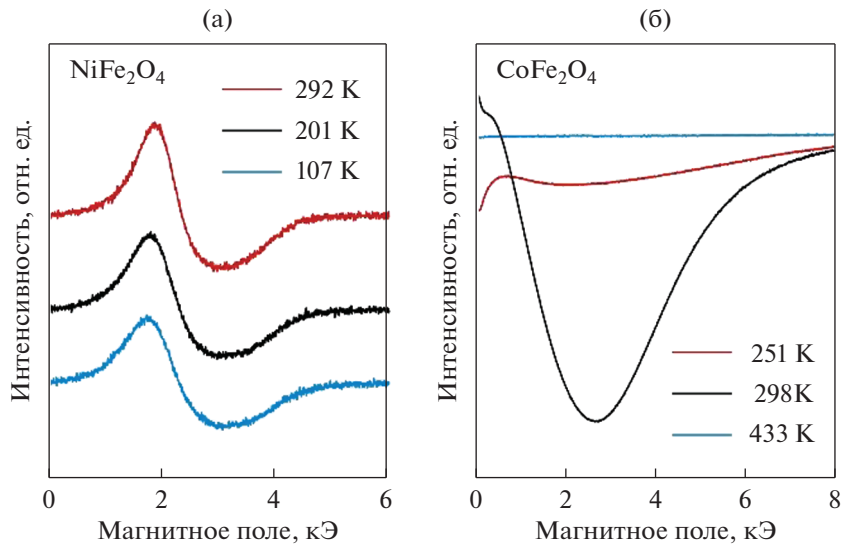 (а)
NiFe₂O₄
292 K
201 K
107 K
Интенсивность, отн. ед.
0 2 4 6
Магнитное поле, кЭ
(б)
CoFe₂O₄
Интенсивность, отн. ед.
251 K
298K
433 K
0 2 4 6 8
Магнитное поле, кЭ